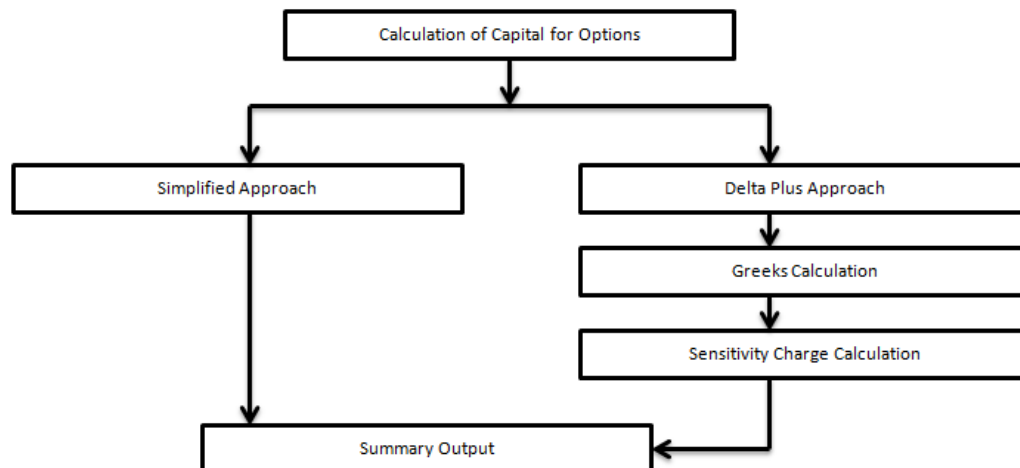 Calculation of Capital for Options
Simplified Approach
Delta Plus Approach
Greeks Calculation
Sensitivity Charge Calculation
Summary Output